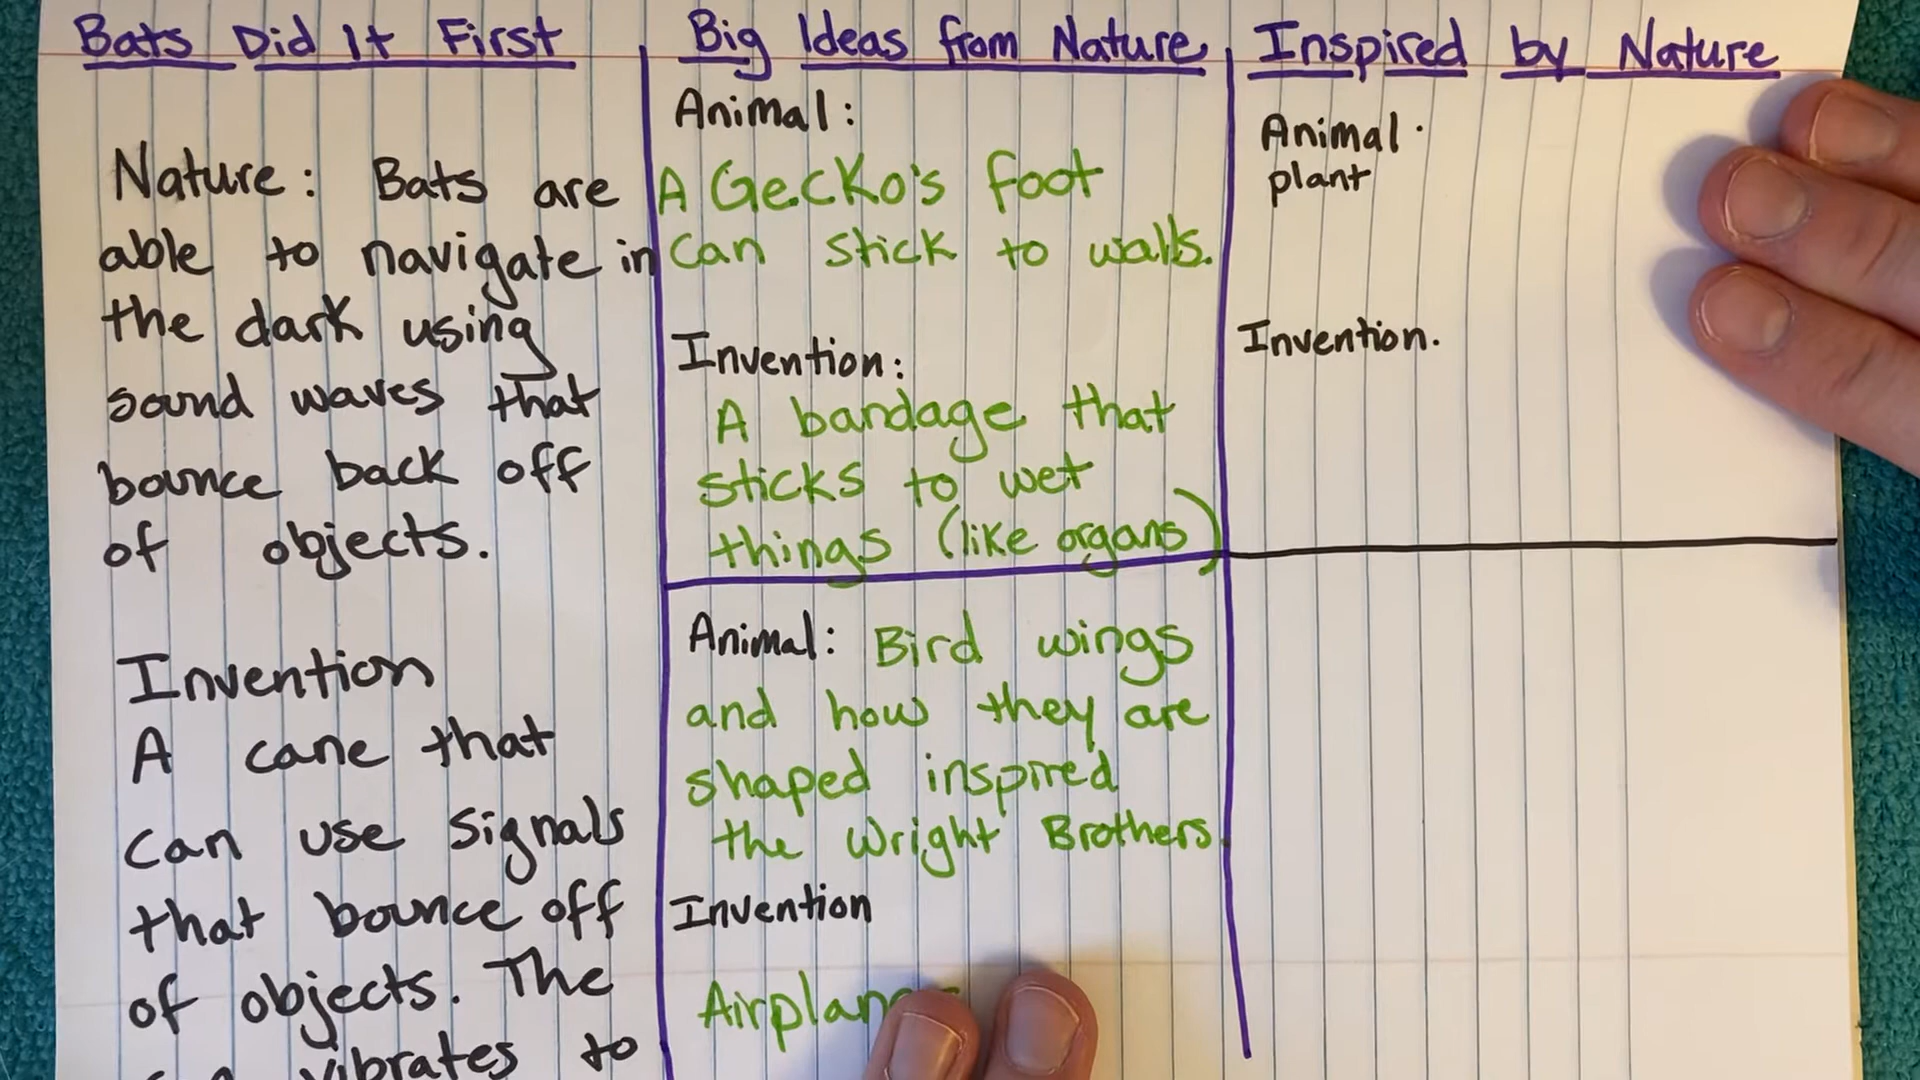 Bats Did It First
Nature: Bats are
able to navigate in
the dark using
sound waves that
bounce back off
of objects.
Invention
A cane that
can use signals
that bounce off
of objects. The
vibrates to
Big Ideas from Nature
Animal:
A Gecko's foot
can stick to walls.
Invention:
A bandage that
sticks to wet
things (like organs)
Animal: Bird wings
and how they are
shaped inspired
the Wright Brothers.
Invention
Inspired by Nature
Animal.
plant
Invention.